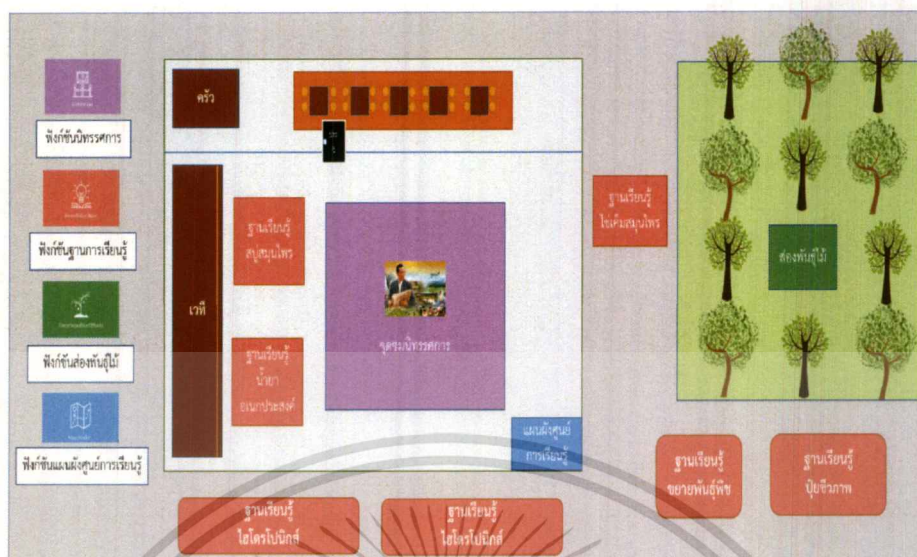 ฟังก์ชันนิทรรศการ
ฟังก์ชันฐานการเรียนรู้
ฟังก์ชันส่องพันธุ์ไม้
ฟังก์ชันแผนผังศูนย์การเรียนรู้
ครัว
เวที
ฐานเรียนรู้
สบู่สมุนไพร
ฐานเรียนรู้
น้ำยา
อเนกประสงค์
จุดชมนิทรรศการ
แผนผังศูนย์
การเรียนรู้
ฐานเรียนรู้
ไข่เค็มสมุนไพร
ส่องพันธุ์ไม้
ฐานเรียนรู้
ขยายพันธุ์พืช
ฐานเรียนรู้
ปุ๋ยชีวภาพ
ฐานเรียนรู้
ไฮโดรโปนิกส์
ฐานเรียนรู้
ไฮโดรโปนิกส์